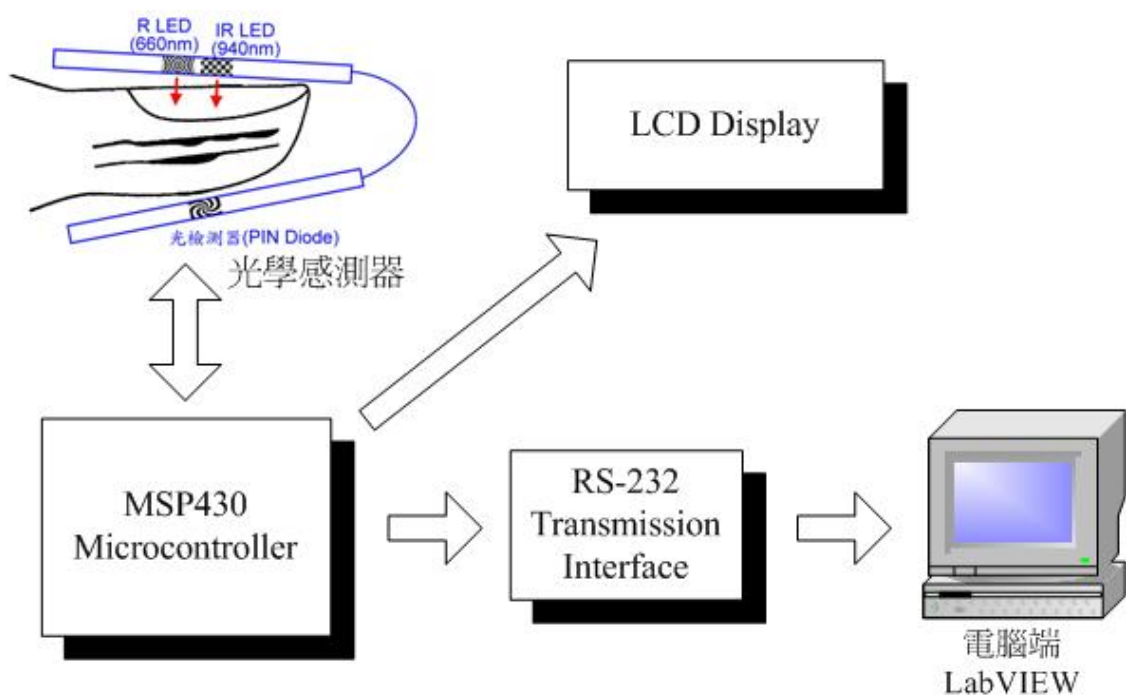 R LED
(660nm)
IR LED
(940nm)
光檢測器(PIN Diode)
光學感測器
LCD Display
MSP430
Microcontroller
RS-232
Transmission
Interface
電腦端
LabVIEW